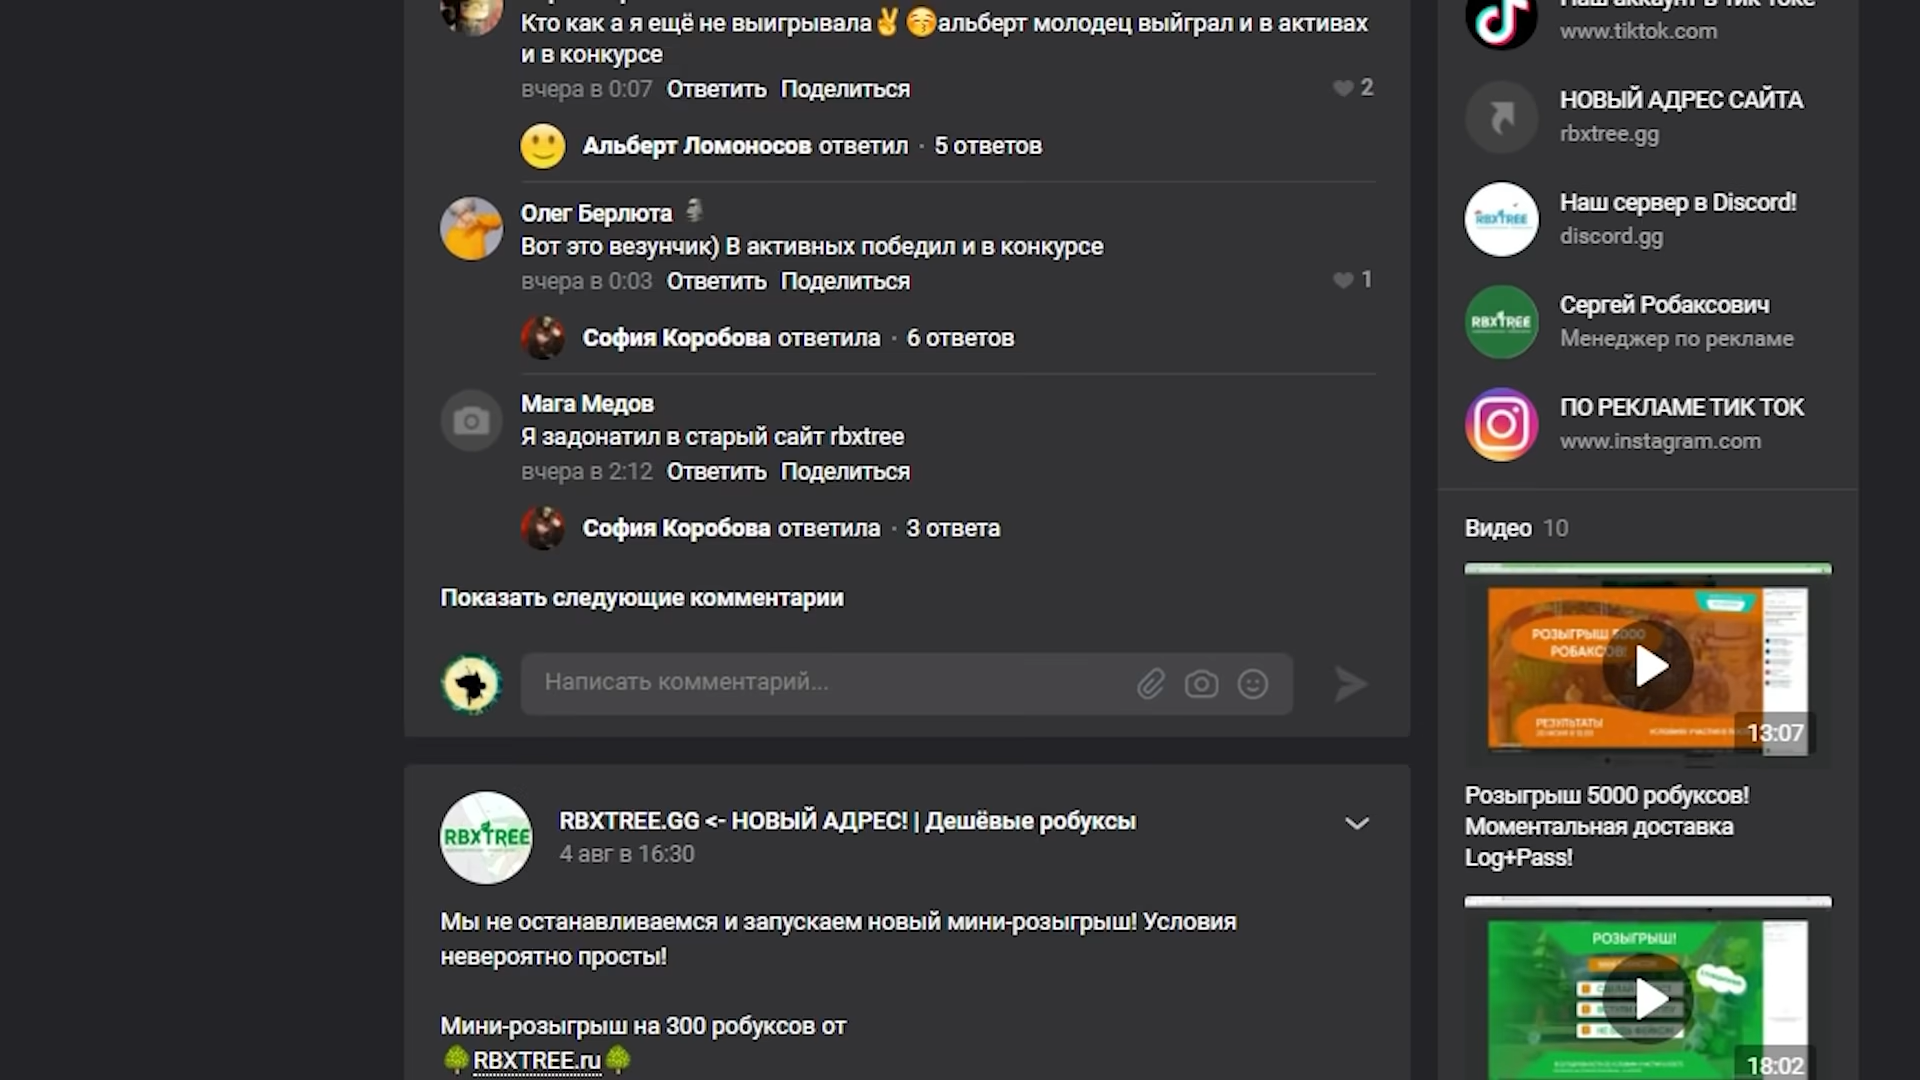 Кто как а я ещё не выигрывала✌😚альберт молодец выйграл и в активах
и в конкурсе
вчера в 0:07 Ответить Поделиться
2
Альберт Ломоносов ответил · 5 ответов
Олег Берлюта 🗿
Вот это везунчик) В активных победил и в конкурсе
вчера в 0:03 Ответить Поделиться
1
София Коробова ответила · 6 ответов
Мага Медов
Я задонатил в старый сайт rbxtree
вчера в 2:12 Ответить Поделиться
София Коробова ответила · 3 ответа
Показать следующие комментарии
Написать комментарий...
RBXTREE
RBXTREE.GG <- НОВЫЙ АДРЕС! | Дешёвые робуксы
4 авг в 16:30
Мы не останавливаемся и запускаем новый мини-розыгрыш! Условия
невероятно просты!
Мини-розыгрыш на 300 робуксов от
🌳RBXTREE.ru🌳
Наш аккаунт в Тик Токе
www.tiktok.com
НОВЫЙ АДРЕС САЙТА
rbxtree.gg
RBXTREE
Наш сервер в Discord!
discord.gg
RBXTREE
Сергей Робаксович
Менеджер по рекламе
ПО РЕКЛАМЕ ТИК ТОК
www.instagram.com
Видео 10
РОЗЫГРЫШ 5000
РОБАКСОВ!
РЕЗУЛЬТАТЫ
13:07
Розыгрыш 5000 робуксов!
Моментальная доставка
Log+Pass!
РОЗЫГРЫШ!
18:02